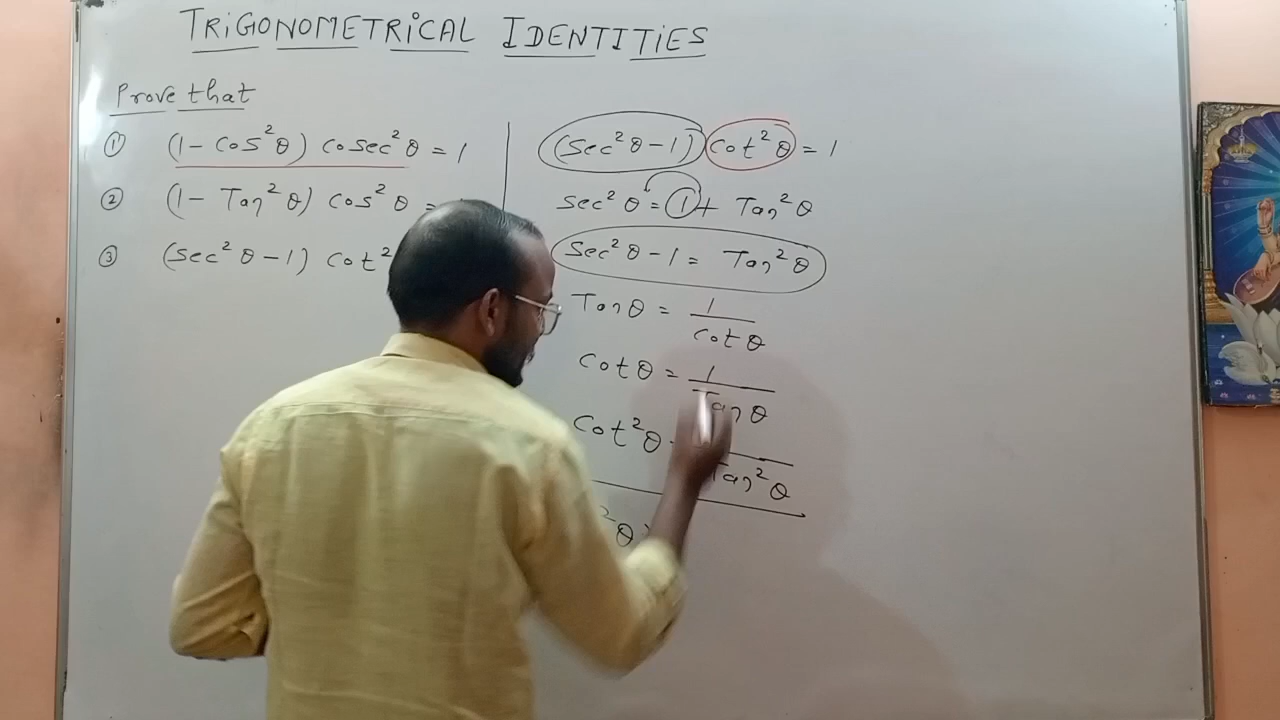 TRIGONOMETRICAL IDENTITIES
Prove that
① (1 - Cos²θ) cosec²θ = 1
② (1 - Tan²θ) cos²θ =
③ (sec²θ - 1) cot²
(sec²θ - 1) cot²θ = 1
sec²θ = 1 + Tan²θ
sec²θ - 1 = Tan²θ
Tanθ = 1/cotθ
cotθ = 1/Tanθ
cot²θ
Tan²θ
²θ